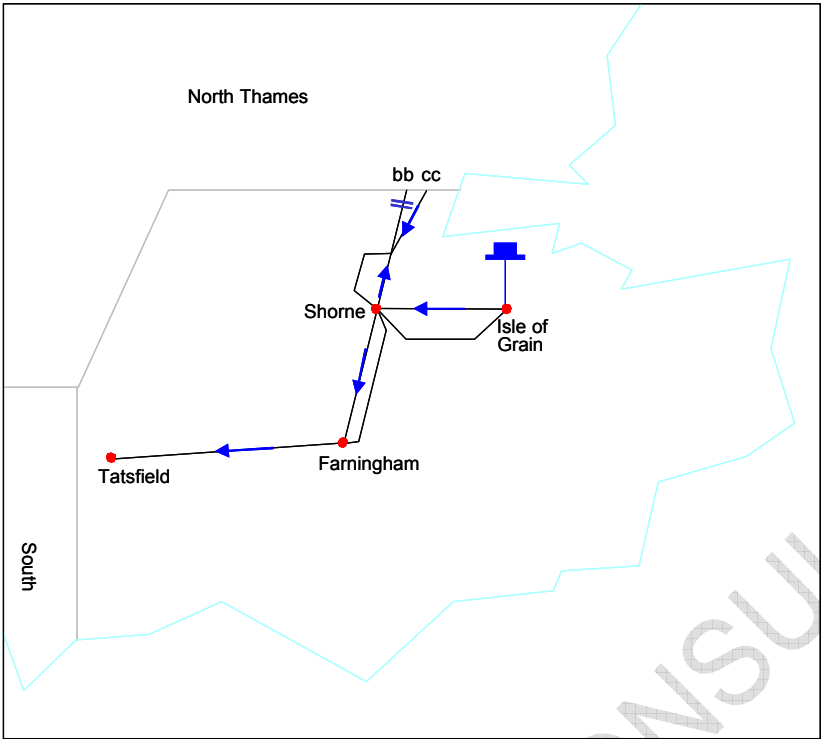 North Thames
bb cc
Shorne
Isle of
Grain
Farningham
Tatsfield
South